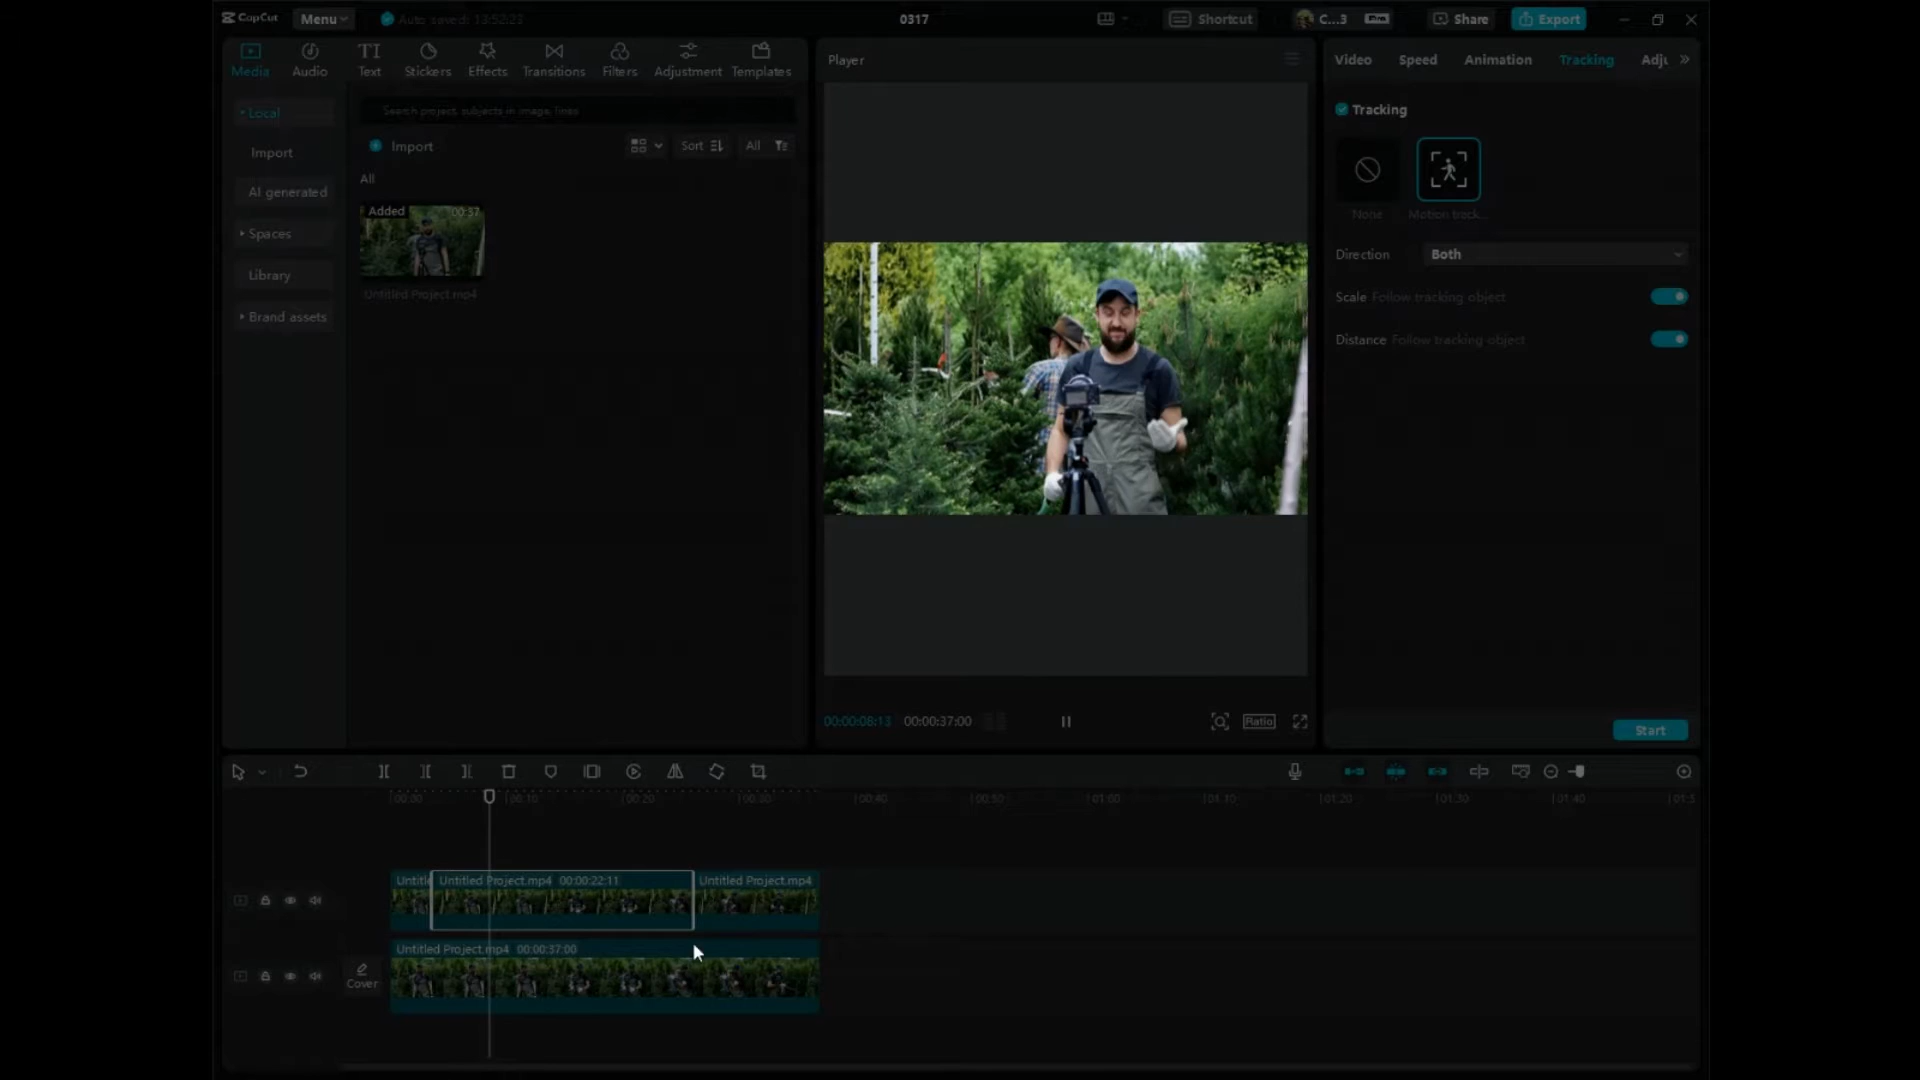 CapCut
Menu
Auto saved: 13:52:23
0317
Shortcut
C...3
Pro
Share
Export
Media
Audio
Text
Stickers
Effects
Transitions
Filters
Adjustment
Templates
Player
Video
Speed
Animation
Tracking
Adju
Local
Search project, subjects in image, lines
Tracking
Import
Import
Sort
All
All
AI generated
Added
00:37
None
Motion track...
Spaces
Direction
Both
Library
Untitled Project.mp4
Scale Follow tracking object
Brand assets
Distance Follow tracking object
00:00:08:13
00:00:37:00
Ratio
Start
00:00
00:10
00:20
00:30
00:40
00:50
01:00
01:10
01:20
01:30
01:40
01:5
Untitle
Untitled Project.mp4 00:00:22:11
Untitled Project.mp4
Untitled Project.mp4 00:00:37:00
Cover